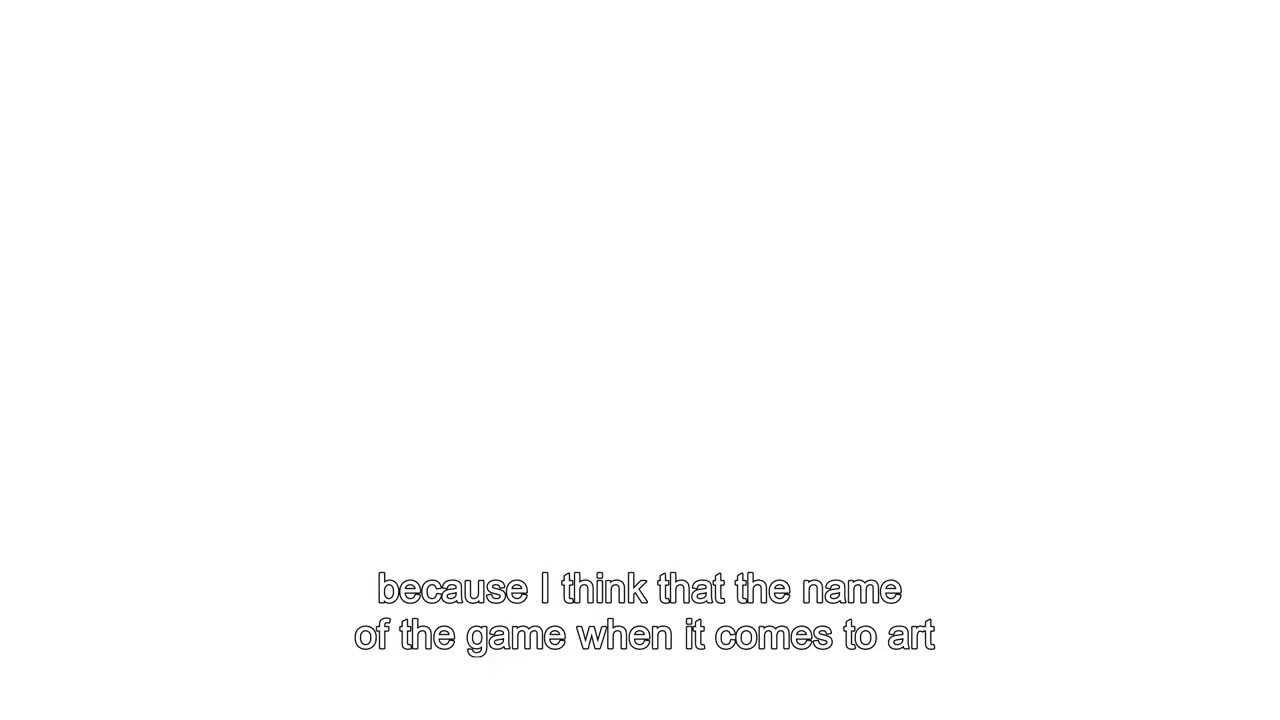 because I think that the name
of the game when it comes to art